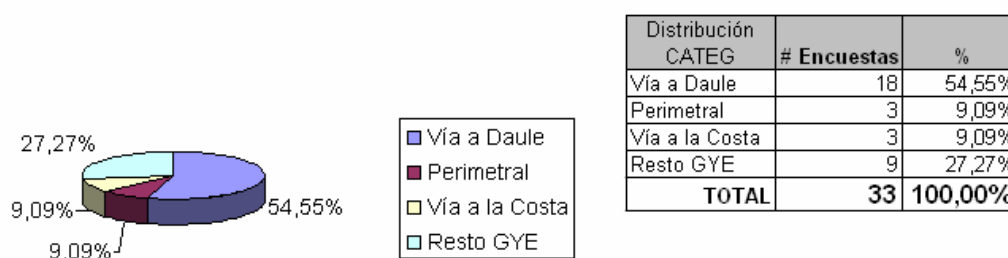 27,27%
9,09%
9,09%
54,55%
Vía a Daule
Perimetral
Vía a la Costa
Resto GYE
Distribución
CATEG # Encuestas %
Vía a Daule 18 54,55%
Perimetral 3 9,09%
Vía a la Costa 3 9,09%
Resto GYE 9 27,27%
TOTAL 33 100,00%